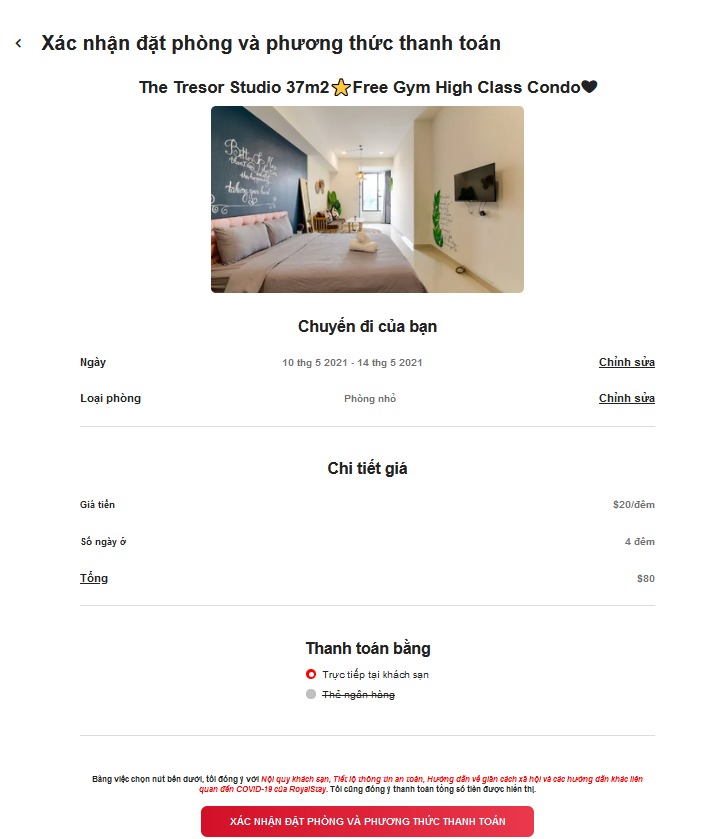 Xác nhận đặt phòng và phương thức thanh toán
The Tresor Studio 37m2⭐Free Gym High Class Condo🖤
Chuyến đi của bạn
Ngày 10 thg 5 2021 - 14 thg 5 2021 Chỉnh sửa
Loại phòng Phòng nhỏ Chỉnh sửa
Chi tiết giá
Giá tiền $20/đêm
Số ngày ở 4 đêm
Tổng $80
Thanh toán bằng
Trực tiếp tại khách sạn
Thẻ ngân hàng
Bằng việc chọn nút bên dưới, tôi đồng ý với Nội quy khách sạn, Tiết lộ thông tin an toàn, Hướng dẫn về giãn cách xã hội và các hướng dẫn khác liên
quan đến COVID-19 của RoyalStay. Tôi cũng đồng ý thanh toán tổng số tiền được hiển thị.
XÁC NHẬN ĐẶT PHÒNG VÀ PHƯƠNG THỨC THANH TOÁN